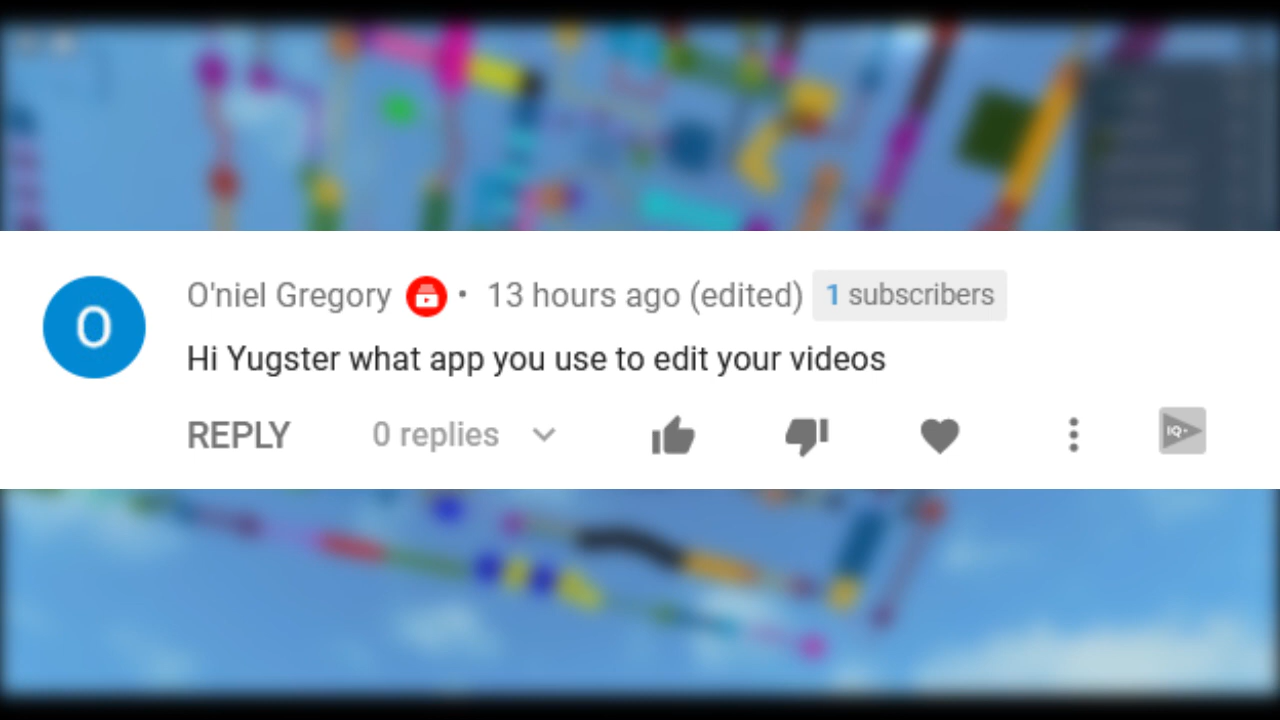 O
O'niel Gregory • 13 hours ago (edited) 1 subscribers
Hi Yugster what app you use to edit your videos
REPLY 0 replies
IQ